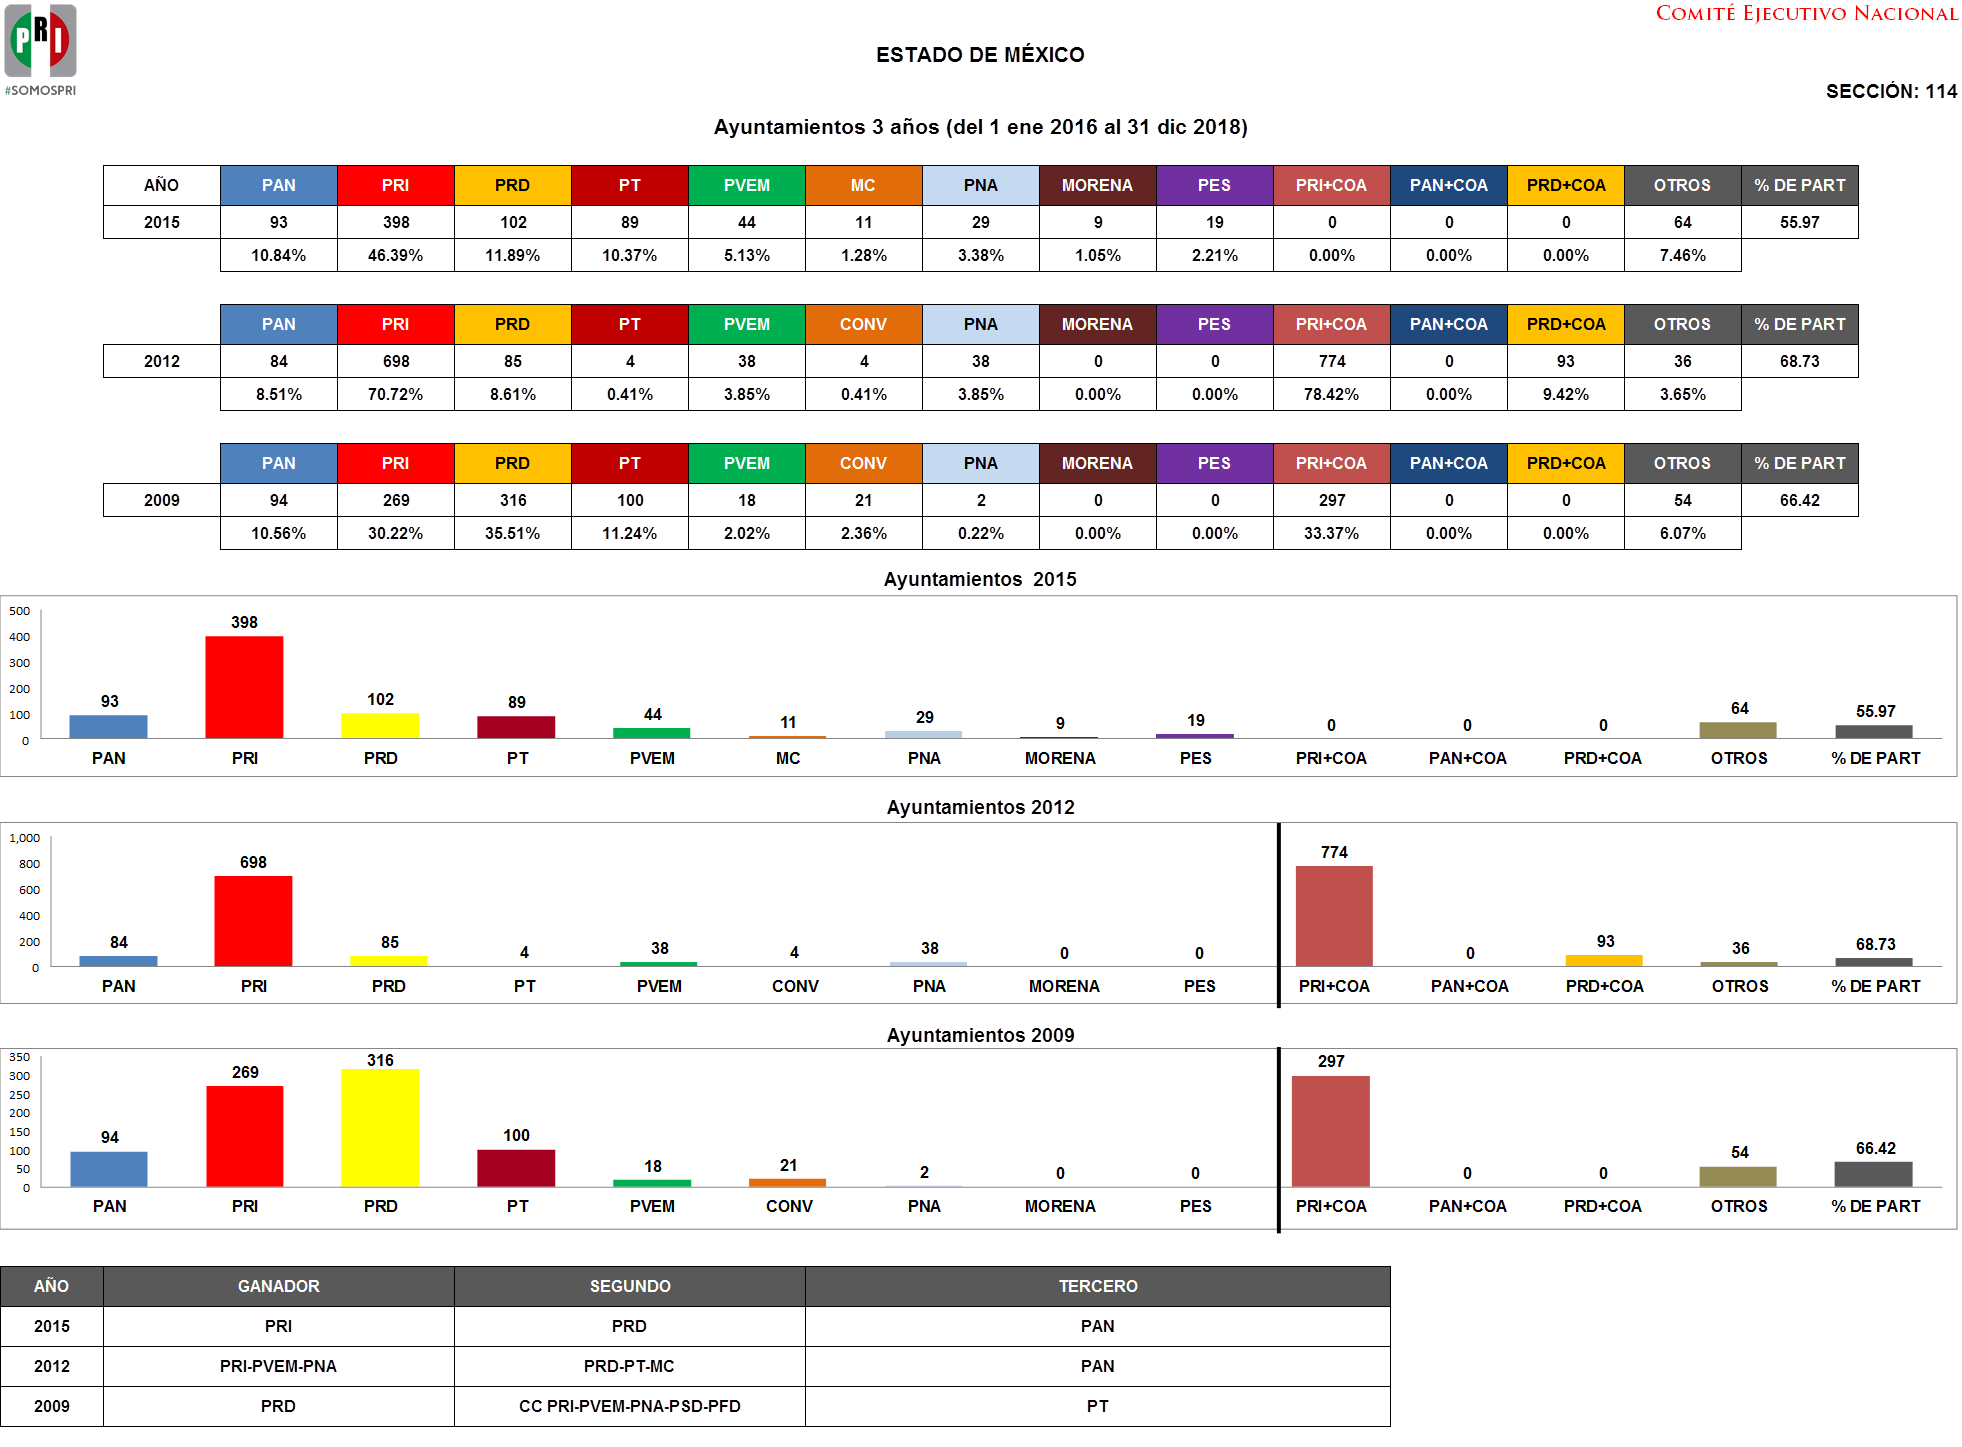 PRI
#SOMOSPRI
COMITÉ EJECUTIVO NACIONAL
ESTADO DE MÉXICO
SECCIÓN: 114
Ayuntamientos 3 años (del 1 ene 2016 al 31 dic 2018)
AÑO PAN PRI PRD PT PVEM MC PNA MORENA PES PRI+COA PAN+COA PRD+COA OTROS % DE PART
2015 93 398 102 89 44 11 29 9 19 0 0 0 64 55.97
10.84% 46.39% 11.89% 10.37% 5.13% 1.28% 3.38% 1.05% 2.21% 0.00% 0.00% 0.00% 7.46%
PAN PRI PRD PT PVEM CONV PNA MORENA PES PRI+COA PAN+COA PRD+COA OTROS % DE PART
2012 84 698 85 4 38 4 38 0 0 774 0 93 36 68.73
8.51% 70.72% 8.61% 0.41% 3.85% 0.41% 3.85% 0.00% 0.00% 78.42% 0.00% 9.42% 3.65%
PAN PRI PRD PT PVEM CONV PNA MORENA PES PRI+COA PAN+COA PRD+COA OTROS % DE PART
2009 94 269 316 100 18 21 2 0 0 297 0 0 54 66.42
10.56% 30.22% 35.51% 11.24% 2.02% 2.36% 0.22% 0.00% 0.00% 33.37% 0.00% 0.00% 6.07%
Ayuntamientos 2015
500
400
300
200
100
0
93 398 102 89 44 11 29 9 19 0 0 0 64 55.97
PAN PRI PRD PT PVEM MC PNA MORENA PES PRI+COA PAN+COA PRD+COA OTROS % DE PART
Ayuntamientos 2012
1,000
800
600
400
200
0
84 698 85 4 38 4 38 0 0 774 0 93 36 68.73
PAN PRI PRD PT PVEM CONV PNA MORENA PES PRI+COA PAN+COA PRD+COA OTROS % DE PART
Ayuntamientos 2009
350
300
250
200
150
100
50
0
94 269 316 100 18 21 2 0 0 297 0 0 54 66.42
PAN PRI PRD PT PVEM CONV PNA MORENA PES PRI+COA PAN+COA PRD+COA OTROS % DE PART
AÑO GANADOR SEGUNDO TERCERO
2015 PRI PRD PAN
2012 PRI-PVEM-PNA PRD-PT-MC PAN
2009 PRD CC PRI-PVEM-PNA-PSD-PFD PT